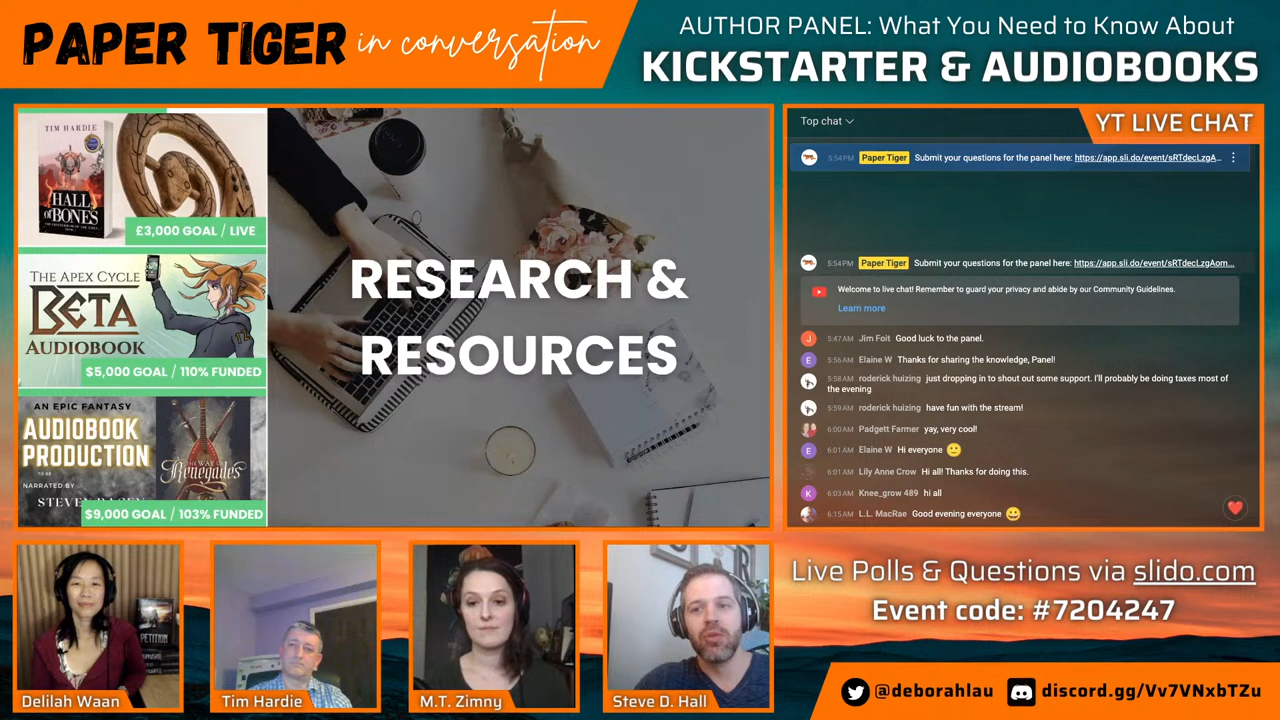 PAPER TIGER in conversation
AUTHOR PANEL: What You Need to Know About
KICKSTARTER & AUDIOBOOKS
TIM HARDIE
HALL
of BONES
£3,000 GOAL / LIVE
THE APEX CYCLE
BETA
AUDIOBOOK
$5,000 GOAL / 110% FUNDED
AN EPIC FANTASY
AUDIOBOOK
PRODUCTION
TO BE
NARRATED BY
STEVEN
THE WAY OF
Renegades
$9,000 GOAL / 103% FUNDED
RESEARCH &
RESOURCES
YT LIVE CHAT
Top chat
5:54PM Paper Tiger Submit your questions for the panel here: https://app.sli.do/event/sRTdecLzgA...
5:54PM Paper Tiger Submit your questions for the panel here: https://app.sli.do/event/sRTdecLzgAom...
Welcome to live chat! Remember to guard your privacy and abide by our Community Guidelines.
Learn more
J 5:47AM Jim Foit Good luck to the panel.
E 5:56AM Elaine W Thanks for sharing the knowledge, Panel!
5:58AM roderick huizing just dropping in to shout out some support. I'll probably be doing taxes most of
the evening
5:59AM roderick huizing have fun with the stream!
6:00AM Padgett Farmer yay, very cool!
E 6:01AM Elaine W Hi everyone 🙂
6:01AM Lily Anne Crow Hi all! Thanks for doing this.
K 6:03AM Knee_grow 489 hi all
6:15AM L.L. MacRae Good evening everyone 😀
PETITION
Delilah Waan
Tim Hardie
M.T. Zimny
Steve D. Hall
Live Polls & Questions via slido.com
Event code: #7204247
@deborahlau discord.gg/Vv7VNxbTZu